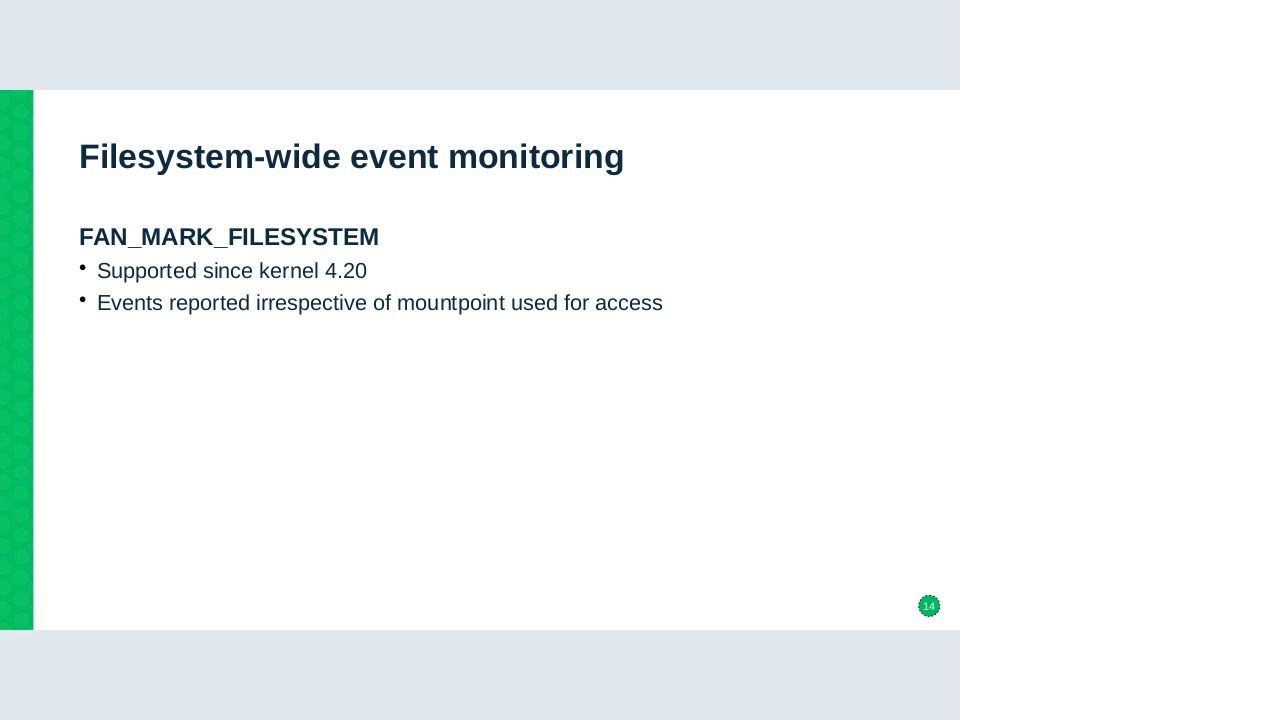 Filesystem-wide event monitoring
FAN_MARK_FILESYSTEM
• Supported since kernel 4.20
• Events reported irrespective of mountpoint used for access
14